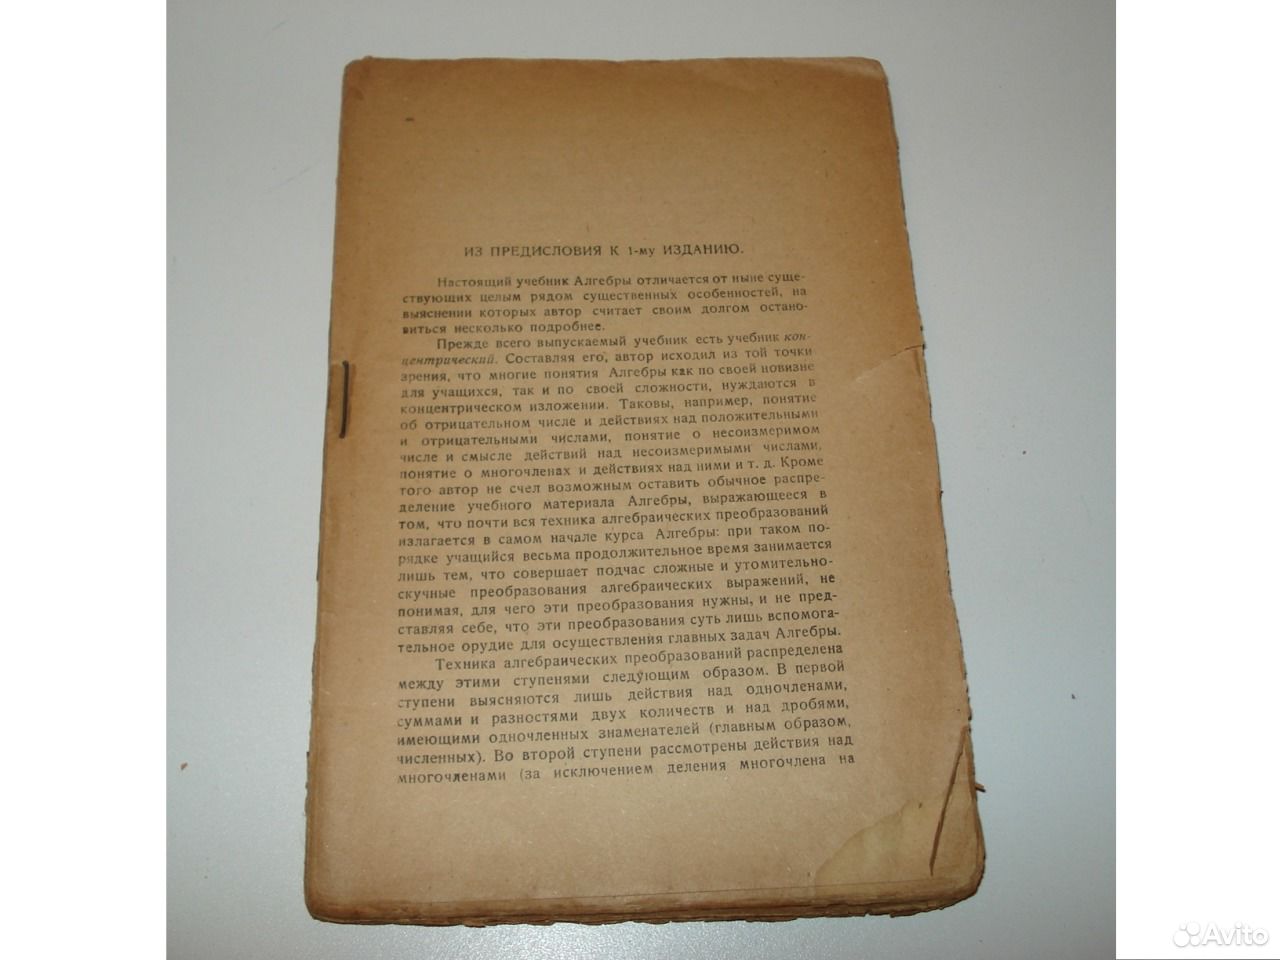 ИЗ ПРЕДИСЛОВИЯ К 1-му ИЗДАНИЮ.
Настоящий учебник Алгебры отличается от ныне суще-
ствующих целым рядом существенных особенностей, на
выяснении которых автор считает своим долгом остано-
виться несколько подробнее.
Прежде всего выпускаемый учебник есть учебник кон-
центрический. Составляя его, автор исходил из той точки
зрения, что многие понятия Алгебры как по своей новизне
для учащихся, так и по своей сложности, нуждаются в
концентрическом изложении. Таковы, например, понятие
об отрицательном числе и действиях над положительными
и отрицательными числами, понятие о несоизмеримом
числе и смысле действий над несоизмеримыми числами,
понятие о многочленах и действиях над ними и т. д. Кроме
того автор не счел возможным оставить обычное распре-
деление учебного материала Алгебры, выражающееся в
том, что почти вся техника алгебраических преобразований
излагается в самом начале курса Алгебры: при таком по-
рядке учащийся весьма продолжительное время занимается
лишь тем, что совершает подчас сложные и утомительно-
скучные преобразования алгебраических выражений, не
понимая, для чего эти преобразования нужны, и не пред-
ставляя себе, что эти преобразования суть лишь вспомога-
тельное орудие для осуществления главных задач Алгебры.
Техника алгебраических преобразований распределена
между этими ступенями следующим образом. В первой
ступени выясняются лишь действия над одночленами,
суммами и разностями двух количеств и над дробями,
имеющими одночленных знаменателей (главным образом,
численных). Во второй ступени рассмотрены действия над
многочленами (за исключением деления многочлена на
Avito